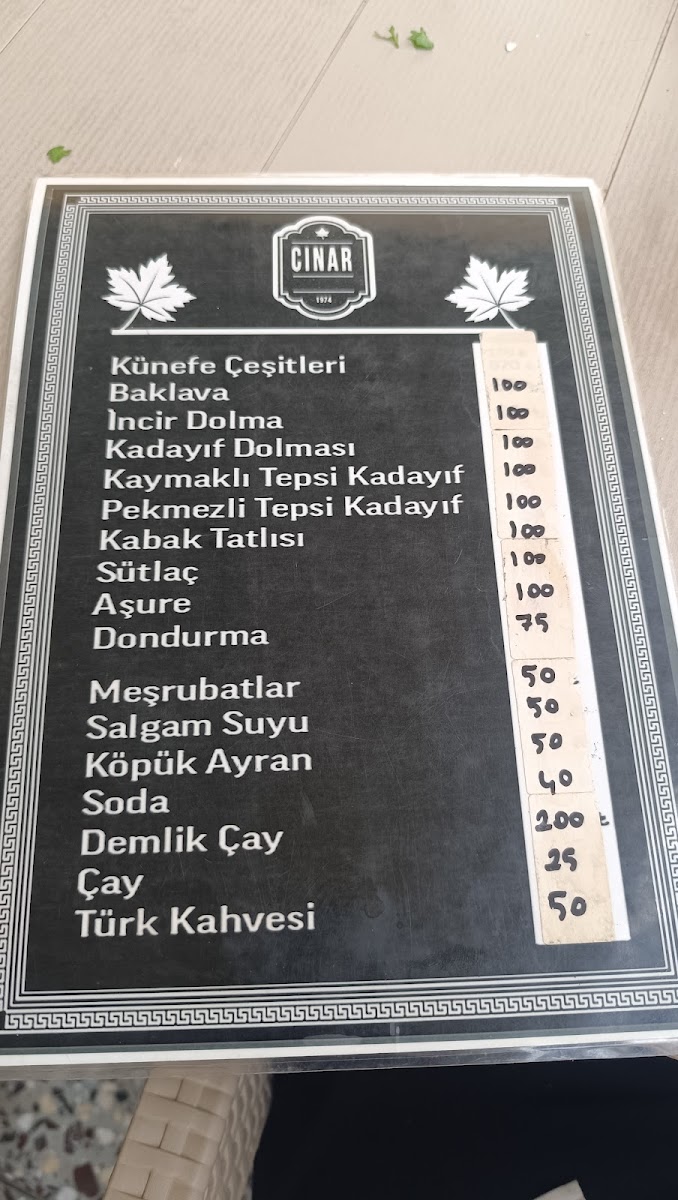 ÇINAR
1974
Künefe Çeşitleri
Baklava 100
İncir Dolma 100
Kadayıf Dolması 100
Kaymaklı Tepsi Kadayıf 100
Pekmezli Tepsi Kadayıf 100
Kabak Tatlısı 100
Sütlaç 100
Aşure 100
Dondurma 75
Meşrubatlar 50
Salgam Suyu 50
Köpük Ayran 50
Soda 40
Demlik Çay 200 ₺
Çay 25
Türk Kahvesi 50